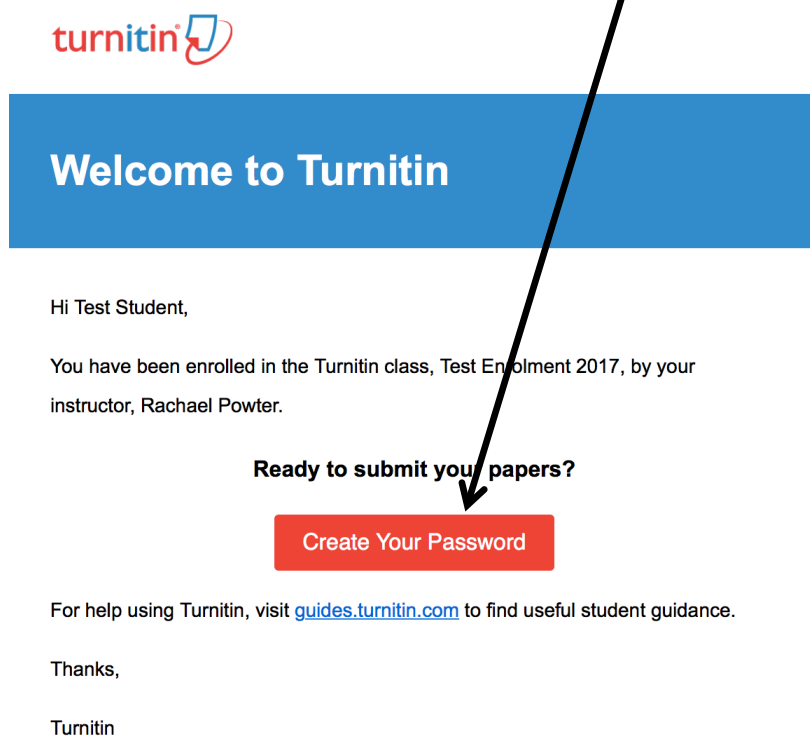 turnitin
Welcome to Turnitin
Hi Test Student,
You have been enrolled in the Turnitin class, Test Enrolment 2017, by your
instructor, Rachael Powter.
Ready to submit your papers?
Create Your Password
For help using Turnitin, visit guides.turnitin.com to find useful student guidance.
Thanks,
Turnitin